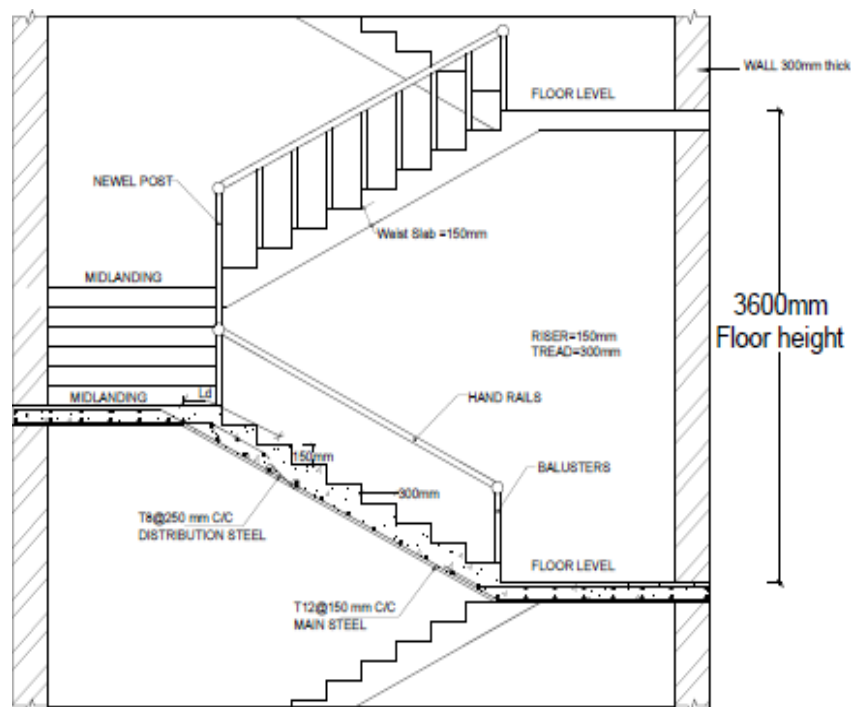 WALL 300mm thick
FLOOR LEVEL
NEWEL POST
Waist Slab =150mm
MIDLANDING
3600mm
Floor height
RISER=150mm
TREAD=300mm
MIDLANDING
Ld
HAND RAILS
150mm
BALUSTERS
300mm
T8@250 mm C/C
DISTRIBUTION STEEL
FLOOR LEVEL
T12@150 mm C/C
MAIN STEEL